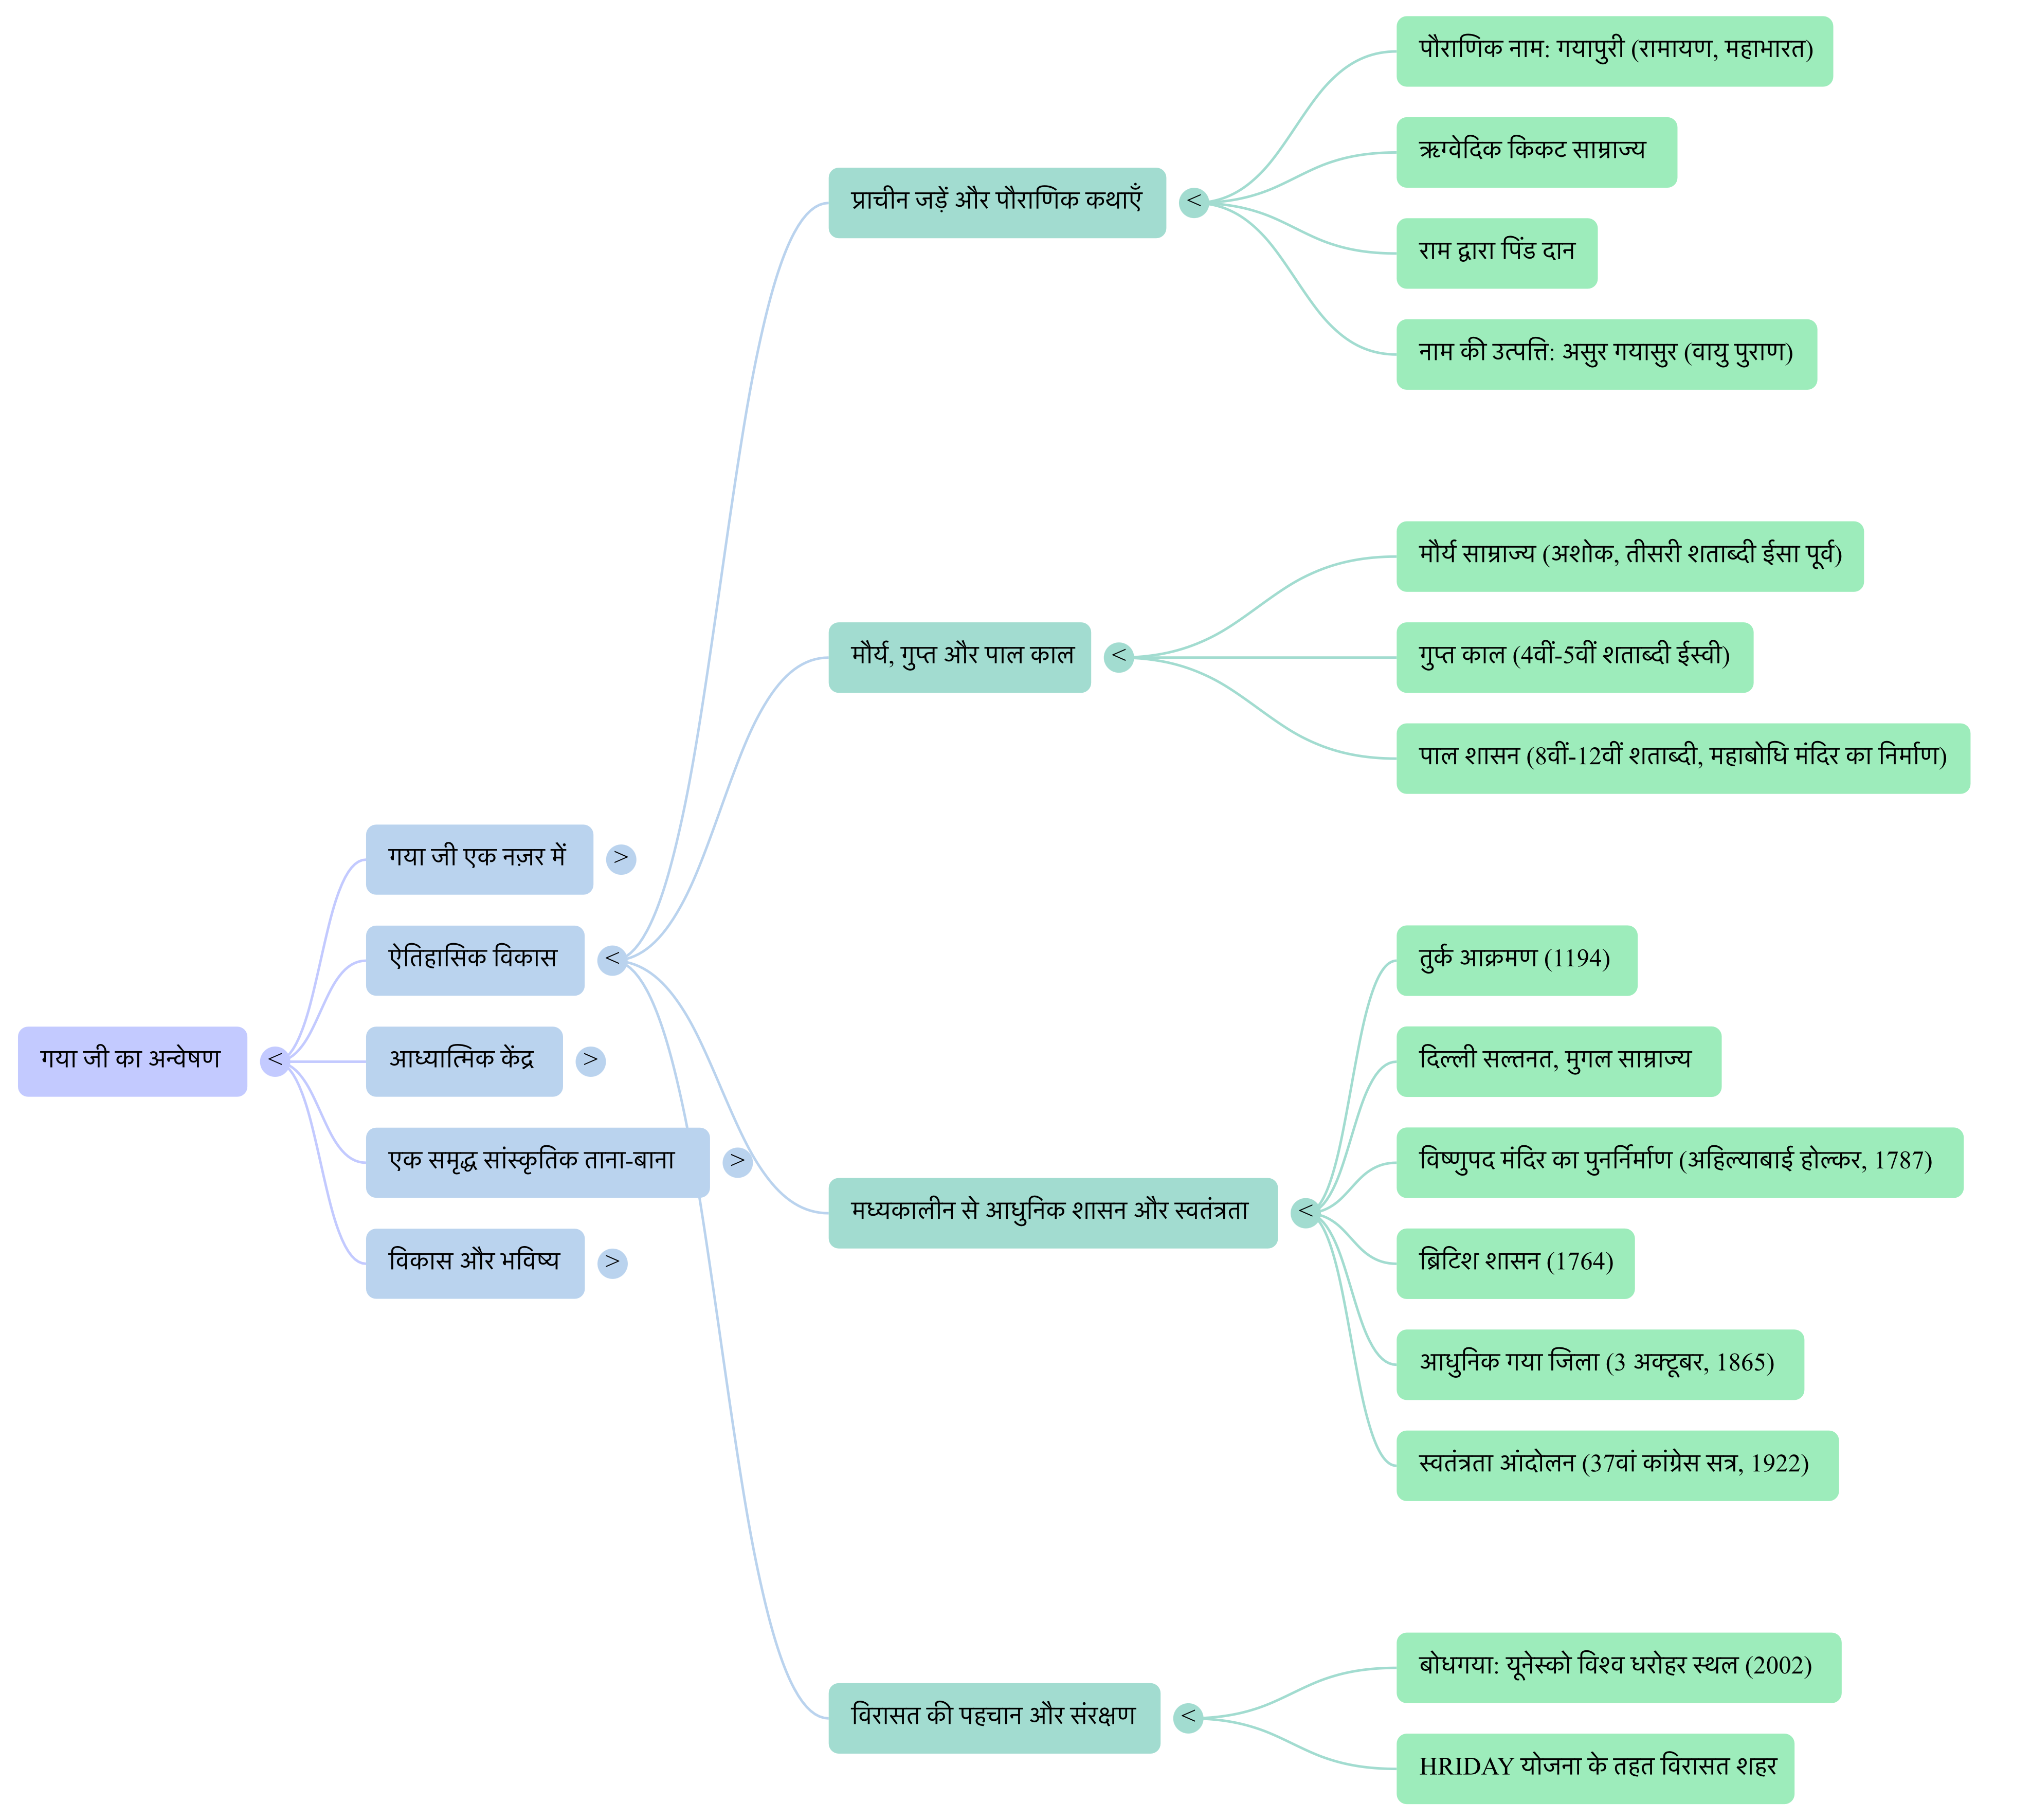 गया जी का अन्वेषण
<
गया जी एक नज़र में
>
ऐतिहासिक विकास
<
आध्यात्मिक केंद्र
>
एक समृद्ध सांस्कृतिक ताना-बाना
>
विकास और भविष्य
>
प्राचीन जड़ें और पौराणिक कथाएँ
<
पौराणिक नाम: गयापुरी (रामायण, महाभारत)
ऋग्वेदिक किकट साम्राज्य
राम द्वारा पिंड दान
नाम की उत्पत्ति: असुर गयासुर (वायु पुराण)
मौर्य, गुप्त और पाल काल
<
मौर्य साम्राज्य (अशोक, तीसरी शताब्दी ईसा पूर्व)
गुप्त काल (4वीं-5वीं शताब्दी ईस्वी)
पाल शासन (8वीं-12वीं शताब्दी, महाबोधि मंदिर का निर्माण)
मध्यकालीन से आधुनिक शासन और स्वतंत्रता
<
तुर्क आक्रमण (1194)
दिल्ली सल्तनत, मुगल साम्राज्य
विष्णुपद मंदिर का पुनर्निर्माण (अहिल्याबाई होल्कर, 1787)
ब्रिटिश शासन (1764)
आधुनिक गया जिला (3 अक्टूबर, 1865)
स्वतंत्रता आंदोलन (37वां कांग्रेस सत्र, 1922)
विरासत की पहचान और संरक्षण
<
बोधगया: यूनेस्को विश्व धरोहर स्थल (2002)
HRIDAY योजना के तहत विरासत शहर